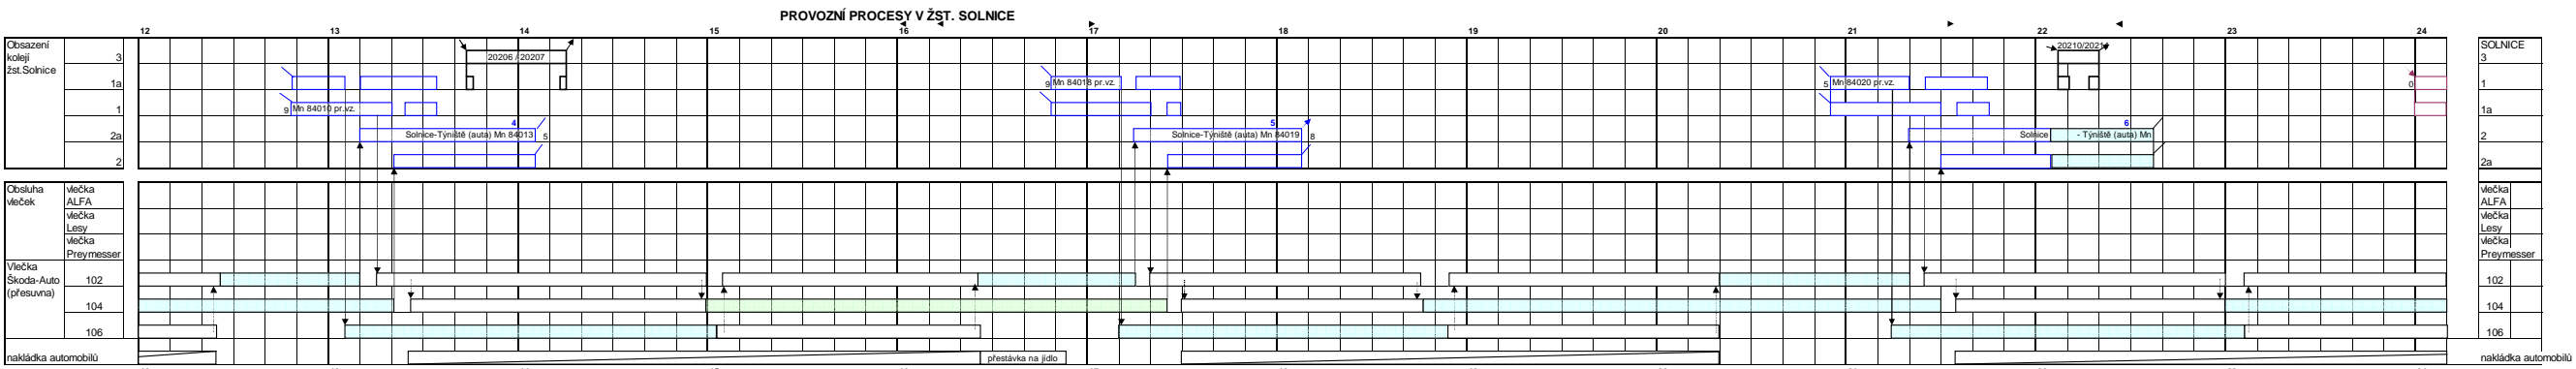 PROVOZNÍ PROCESY V ŽST. SOLNICE
12 13 14 15 16 17 18 19 20 21 22 23 24
Obsazení
kolejí
žst.Solnice
3
1a
1
2a
2
20206 / 20207
9 Mn 84010 pr.vz.
4
Solnice-Týniště (auta) Mn 84013 5
9 Mn 84018 pr.vz.
5
Solnice-Týniště (auta) Mn 84019 8
5 Mn 84020 pr.vz.
6
Solnice - Týniště (auta) Mn
0
SOLNICE
3
1
1a
2
2a
Obsluha
vleček
vlečka
ALFA
vlečka
Lesy
vlečka
Preymesser
Vlečka
Škoda-Auto
(přesuvna)
102
104
106
vlečka
ALFA
vlečka
Lesy
vlečka
Preymesser
102
104
106
nakládka automobilů
přestávka na jídlo
nakládka automobilů